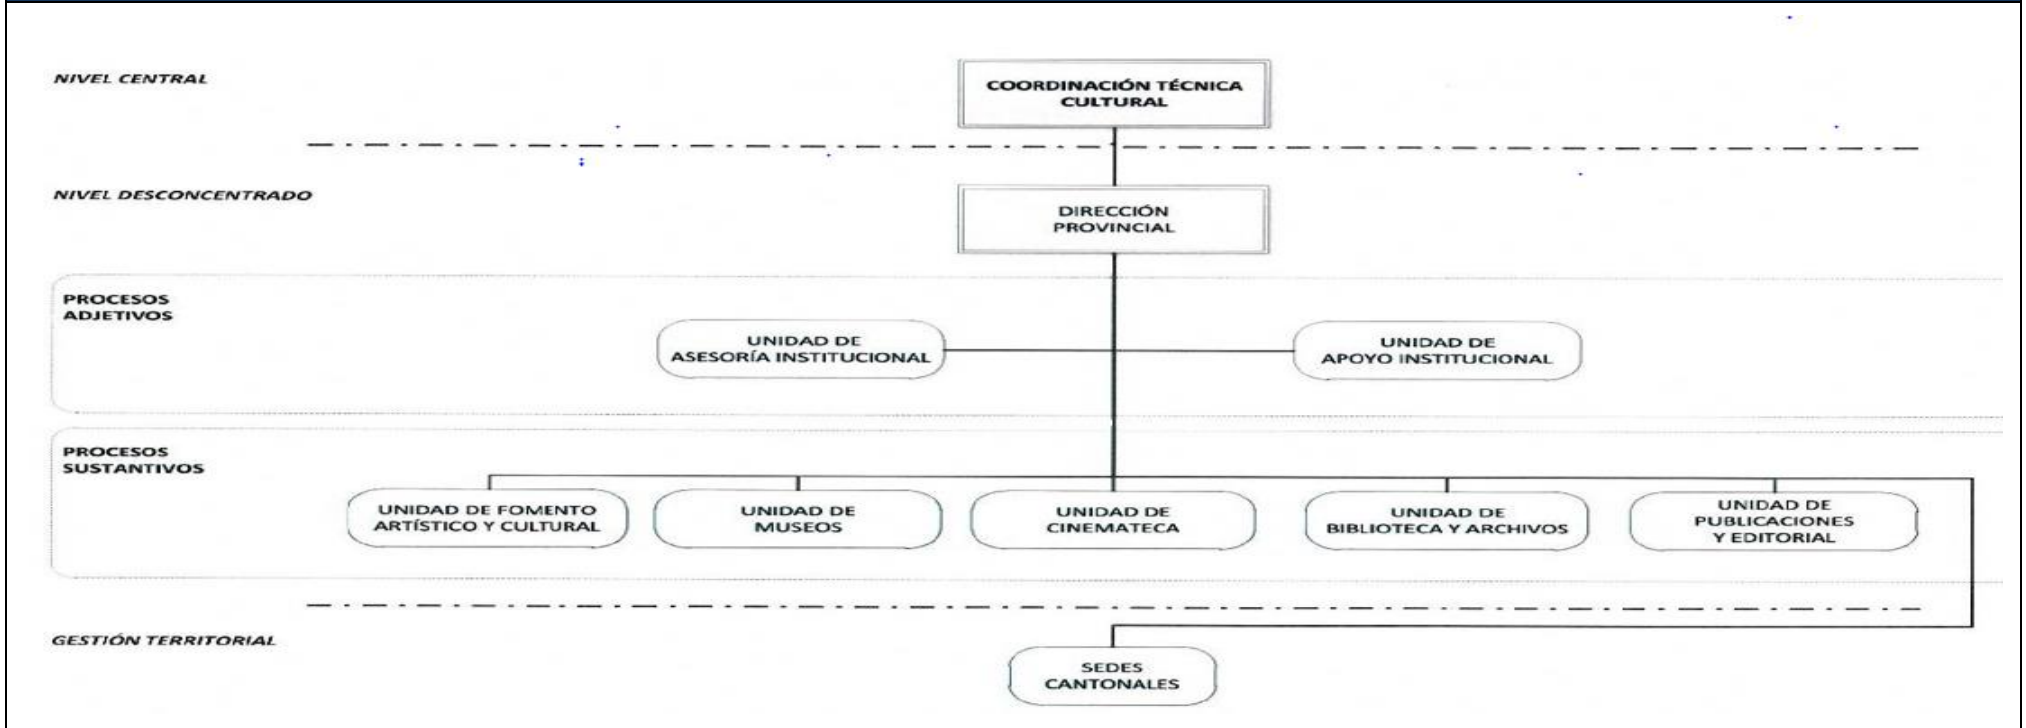 NIVEL CENTRAL
COORDINACIÓN TÉCNICA
CULTURAL
NIVEL DESCONCENTRADO
DIRECCIÓN
PROVINCIAL
PROCESOS
ADJETIVOS
UNIDAD DE
ASESORÍA INSTITUCIONAL
UNIDAD DE
APOYO INSTITUCIONAL
PROCESOS
SUSTANTIVOS
UNIDAD DE FOMENTO
ARTÍSTICO Y CULTURAL
UNIDAD DE
MUSEOS
UNIDAD DE
CINEMATECA
UNIDAD DE
BIBLIOTECA Y ARCHIVOS
UNIDAD DE
PUBLICACIONES
Y EDITORIAL
GESTIÓN TERRITORIAL
SEDES
CANTONALES